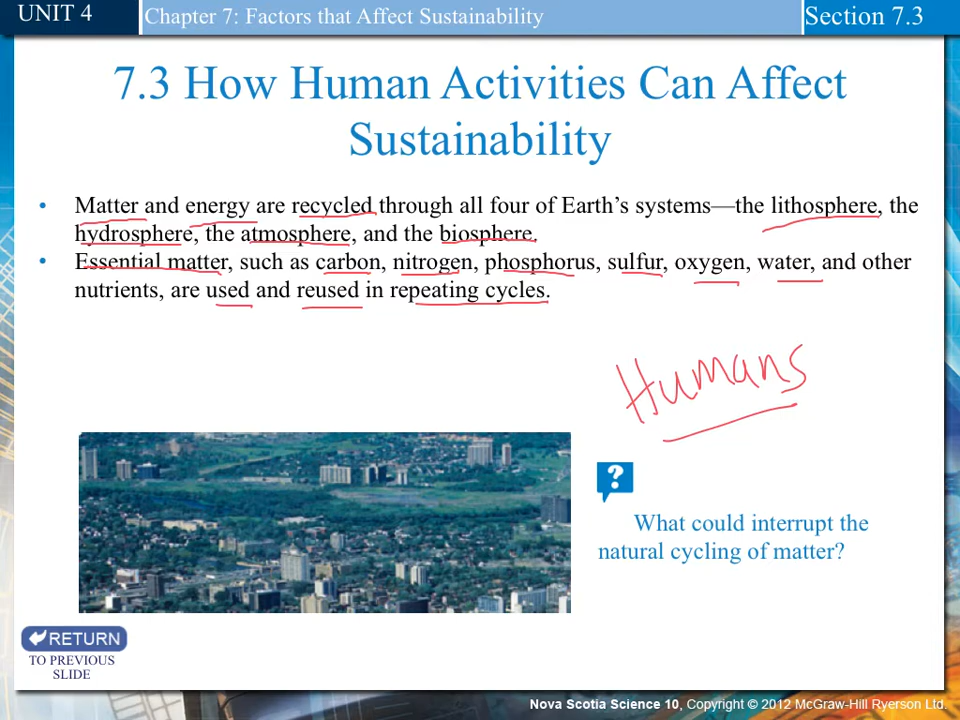 UNIT 4
Chapter 7: Factors that Affect Sustainability
Section 7.3
7.3 How Human Activities Can Affect
Sustainability
• Matter and energy are recycled through all four of Earth's systems—the lithosphere, the
hydrosphere, the atmosphere, and the biosphere.
• Essential matter, such as carbon, nitrogen, phosphorus, sulfur, oxygen, water, and other
nutrients, are used and reused in repeating cycles.
Humans
?
What could interrupt the
natural cycling of matter?
RETURN
TO PREVIOUS
SLIDE
Nova Scotia Science 10, Copyright © 2012 McGraw-Hill Ryerson Ltd.